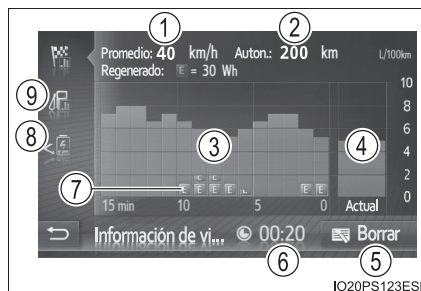 1 2
Promedio: 40 km/h Auton.: 200 km L/100km
Regenerado: E = 30 Wh
10
9
8
8
3 4
6
4
7
2
E E E E E E E E L
0
15 min 10 5 0 Actual
Información de vi... 00:20 Borrar
6 5
IO20PS123ESE